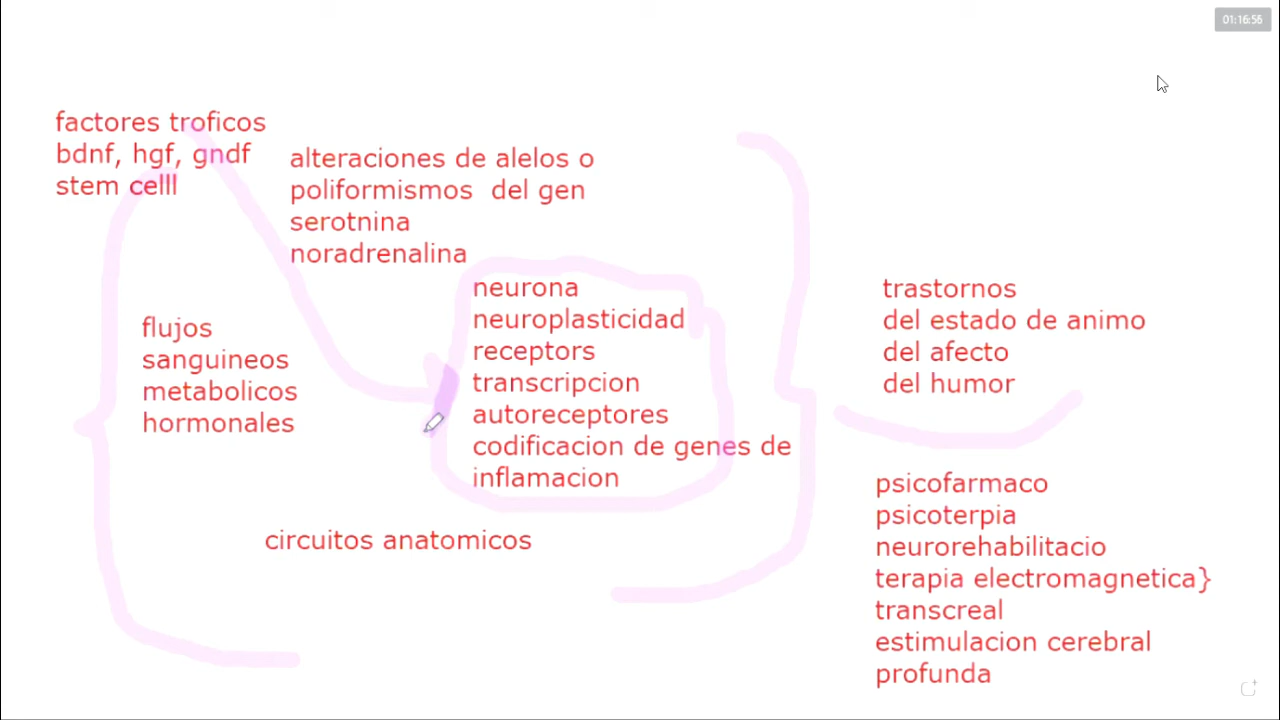 01:16:56
factores troficos
bdnf, hgf, gndf
stem celll
alteraciones de alelos o
poliformismos  del gen
serotnina
noradrenalina
neurona
neuroplasticidad
receptors
transcripcion
autoreceptores
codificacion de genes de
inflamacion
flujos
sanguineos
metabolicos
hormonales
circuitos anatomicos
trastornos
del estado de animo
del afecto
del humor
psicofarmaco
psicoterpia
neurorehabilitacio
terapia electromagnetica}
transcreal
estimulacion cerebral
profunda